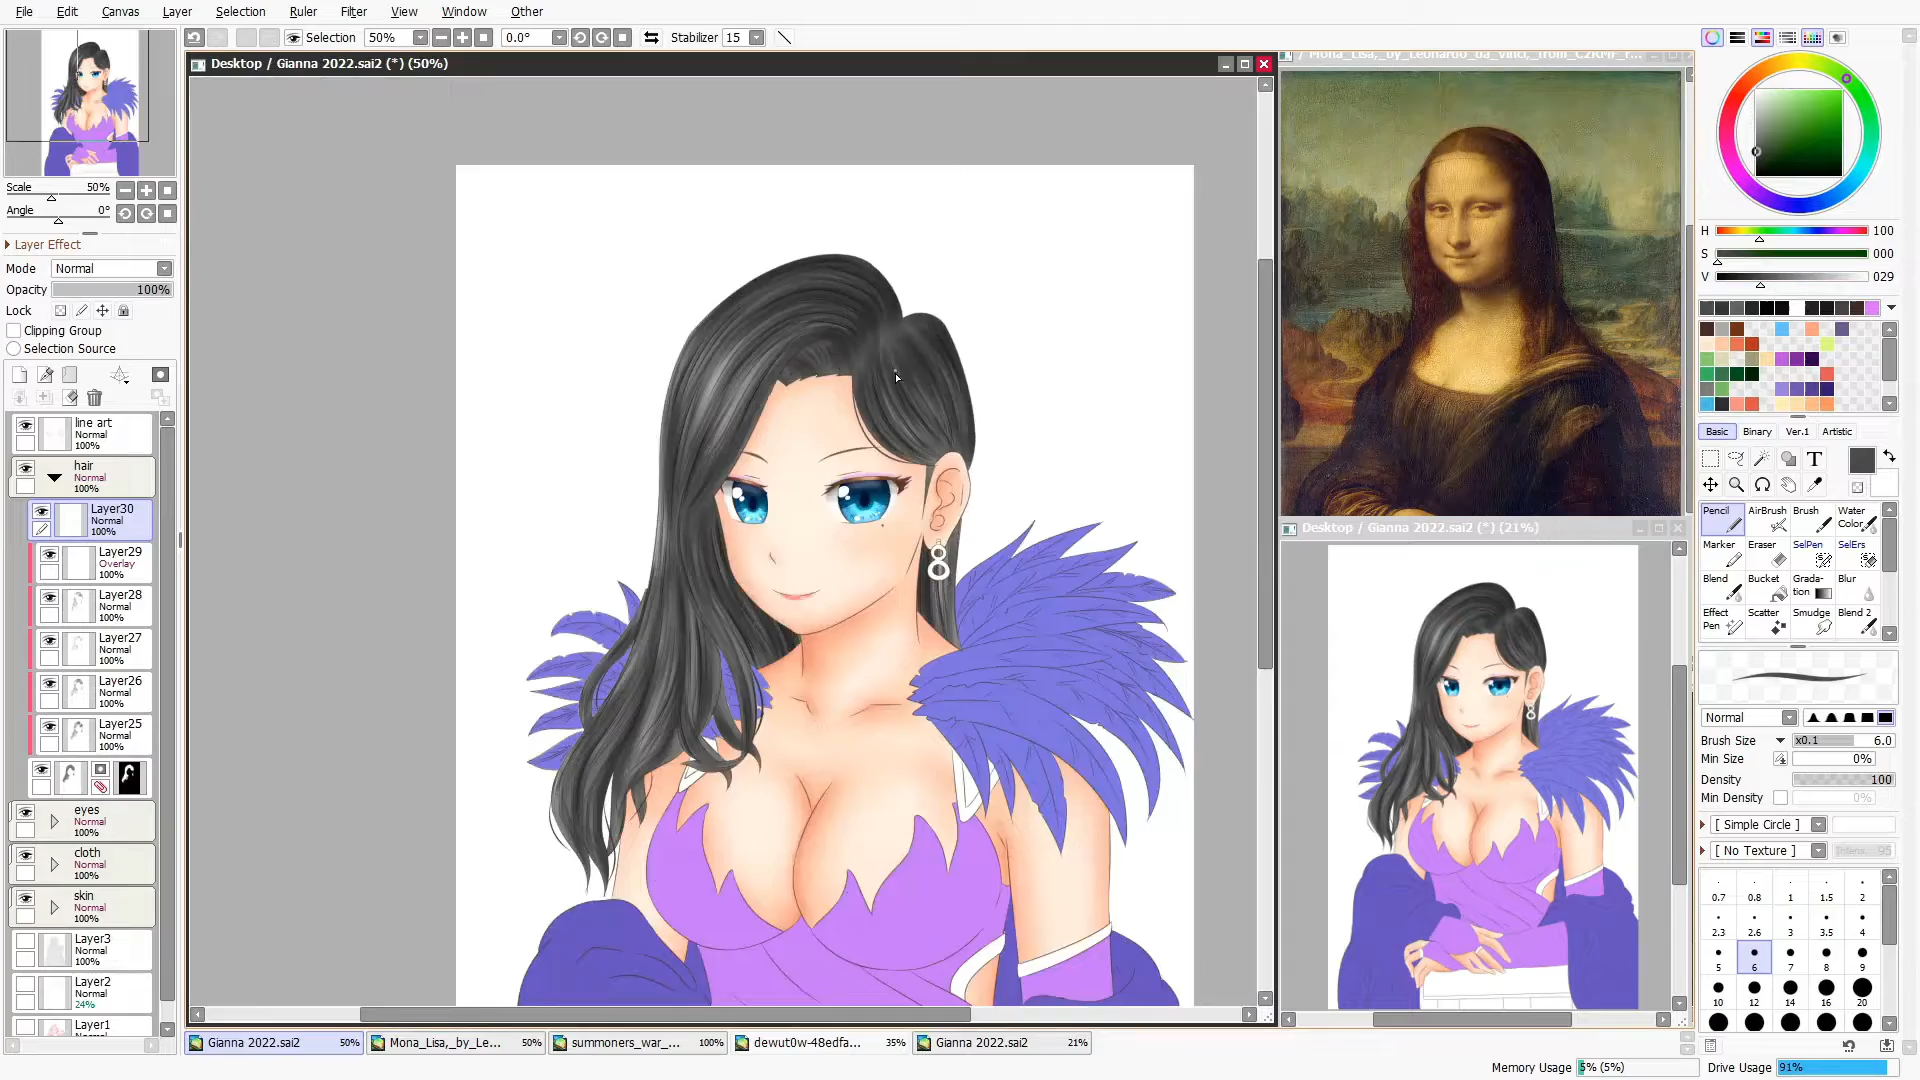 File Edit Canvas Layer Selection Ruler Filter View Window Other
Selection 50% 0.0° Stabilizer 15
Desktop / Gianna 2022.sai2 (*) (50%)
/ Mona_Lisa,_by_Leonardo_da_Vinci,_from_C2RMF_r...
Scale 50%
Angle 0°
Layer Effect
Mode Normal
Opacity 100%
Lock
Clipping Group
Selection Source
line art
Normal
100%
hair
Normal
100%
Layer30
Normal
100%
Layer29
Overlay
100%
Layer28
Normal
100%
Layer27
Normal
100%
Layer26
Normal
100%
Layer25
Normal
100%
eyes
Normal
100%
cloth
Normal
100%
skin
Normal
100%
Layer3
Normal
100%
Layer2
Normal
24%
Layer1
Normal
Desktop / Gianna 2022.sai2 (*) (21%)
H 100
S 000
V 029
Basic Binary Ver.1 Artistic
T
Pencil AirBrush Brush Water Color
Marker Eraser SelPen SelErs
Blend Bucket Grada-tion Blur
Effect Pen Scatter Smudge Blend 2
Normal
Brush Size x0.1 6.0
Min Size 0%
Density 100
Min Density 0%
[ Simple Circle ]
[ No Texture ] 95
0.7 0.8 1 1.5 2
2.3 2.6 3 3.5 4
5 6 7 8 9
10 12 14 16 20
Gianna 2022.sai2 50%
Mona_Lisa,_by_Le... 50%
summoners_war_... 100%
dewut0w-48edfa... 35%
Gianna 2022.sai2 21%
Memory Usage 5% (5%) Drive Usage 91%